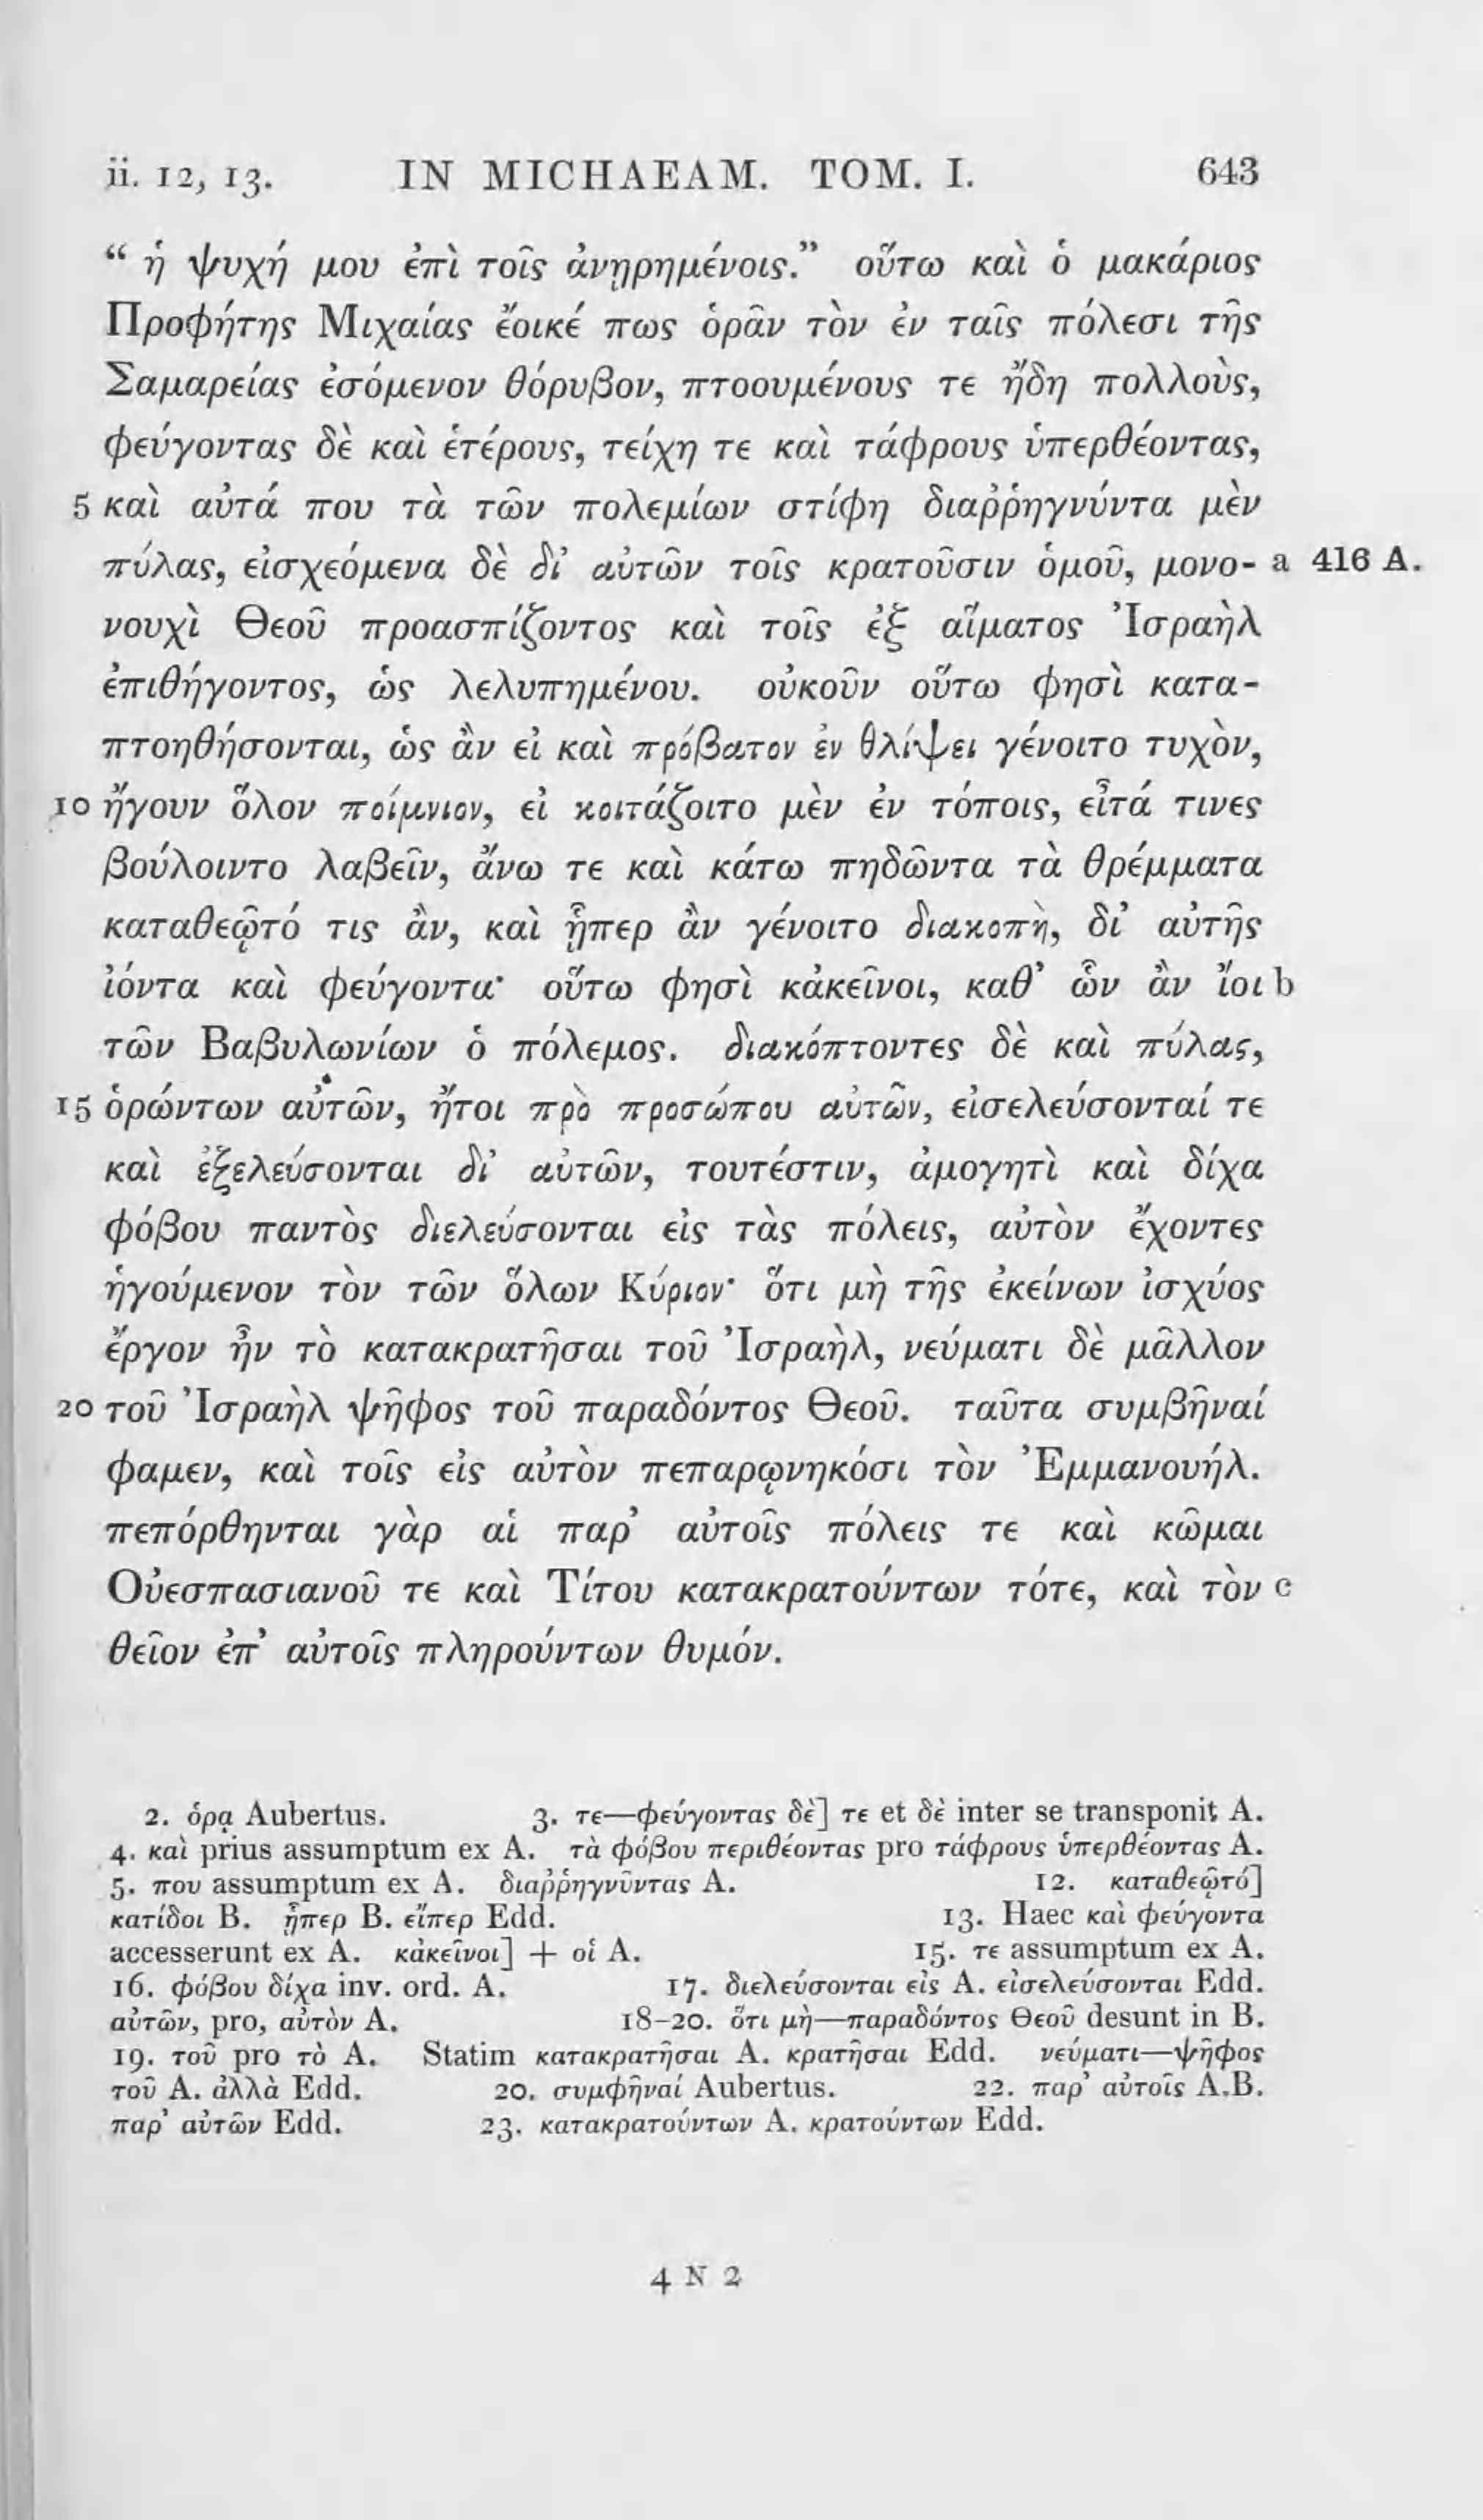 ii. 12, 13. IN MICHAEAM. TOM. I. 643
“ ἡ ψυχή μου ἐπὶ τοῖς ἀνῃρημένοις.” οὕτω καὶ ὁ μακάριος
Προφήτης Μιχαίας ἔοικέ πως ὁρᾶν τὸν ἐν ταῖς πόλεσι τῆς
Σαμαρείας ἐσόμενον θόρυβον, πτοουμένους τε ἤδη πολλοὺς,
φεύγοντας δὲ καὶ ἑτέρους, τείχη τε καὶ τάφρους ὑπερθέοντας,
5 καὶ αὐτά που τὰ τῶν πολεμίων στίφη διαῤῥηγνύντα μὲν
πύλας, εἰσχεόμενα δὲ δι’ αὐτῶν τοῖς κρατοῦσιν ὁμοῦ, μονο- a 416 A.
νουχὶ Θεοῦ προασπίζοντος καὶ τοῖς ἐξ αἵματος Ἰσραὴλ
ἐπιθήγοντος, ὡς λελυπημένου. οὐκοῦν οὕτω φησὶ κατα-
πτοηθήσονται, ὡς ἂν εἰ καὶ πρόβατον ἐν θλίψει γένοιτο τυχὸν,
10 ἤγουν ὅλον ποίμνιον, εἰ κοιτάζοιτο μὲν ἐν τόποις, εἶτά τινες
βούλοιντο λαβεῖν, ἄνω τε καὶ κάτω πηδῶντα τὰ θρέμματα
καταθεῷτό τις ἂν, καὶ ᾗπερ ἂν γένοιτο διακοπὴ, δι’ αὐτῆς
ἰόντα καὶ φεύγοντα· οὕτω φησὶ κἀκεῖνοι, καθ’ ὧν ἂν ἴοι b
τῶν Βαβυλωνίων ὁ πόλεμος. διακόπτοντες δὲ καὶ πύλας,
15 ὁρώντων αὐτῶν, ἤτοι πρὸ προσώπου αὐτῶν, εἰσελεύσονταί τε
καὶ ἐξελεύσονται δι’ αὐτῶν, τουτέστιν, ἀμογητὶ καὶ δίχα
φόβου παντὸς διελεύσονται εἰς τὰς πόλεις, αὐτὸν ἔχοντες
ἡγούμενον τὸν τῶν ὅλων Κύριον· ὅτι μὴ τῆς ἐκείνων ἰσχύος
ἔργον ἦν τὸ κατακρατῆσαι τοῦ Ἰσραὴλ, νεύματι δὲ μᾶλλον
20 τοῦ Ἰσραὴλ ψῆφος τοῦ παραδόντος Θεοῦ. ταῦτα συμβῆναί
φαμεν, καὶ τοῖς εἰς αὐτὸν πεπαρῳνηκόσι τὸν Ἐμμανουήλ.
πεπόρθηνται γὰρ αἱ παρ’ αὐτοῖς πόλεις τε καὶ κῶμαι
Οὐεσπασιανοῦ τε καὶ Τίτου κατακρατούντων τότε, καὶ τὸν c
θεῖον ἐπ’ αὐτοῖς πληρούντων θυμόν.
2. ὁρᾳ Aubertus. 3. τε—φεύγοντας δὲ] τε et δὲ inter se transponit A.
4. καὶ prius assumptum ex A. τὰ φόβου περιθέοντας pro τάφρους ὑπερθέοντας A.
5. που assumptum ex A. διαῤῥηγνῦντας A. 12. καταθεῷτό]
κατίδοι B. ᾗπερ B. εἴπερ Edd. 13. Haec καὶ φεύγοντα
accesserunt ex A. κἀκεῖνοι] + οἱ A. 15. τε assumptum ex A.
16. φόβου δίχα inv. ord. A. 17. διελεύσονται εἰς A. εἰσελεύσονται Edd.
αὐτῶν, pro, αὐτὸν A. 18–20. ὅτι μὴ—παραδόντος Θεοῦ desunt in B.
19. τοῦ pro τὸ A. Statim κατακρατῆσαι A. κρατῆσαι Edd. νεύματι—ψῆφος
τοῦ A. ἀλλὰ Edd. 20. συμφῆναί Aubertus. 22. παρ’ αὐτοῖς A.B.
παρ’ αὐτῶν Edd. 23. κατακρατούντων A. κρατούντων Edd.
4 N 2